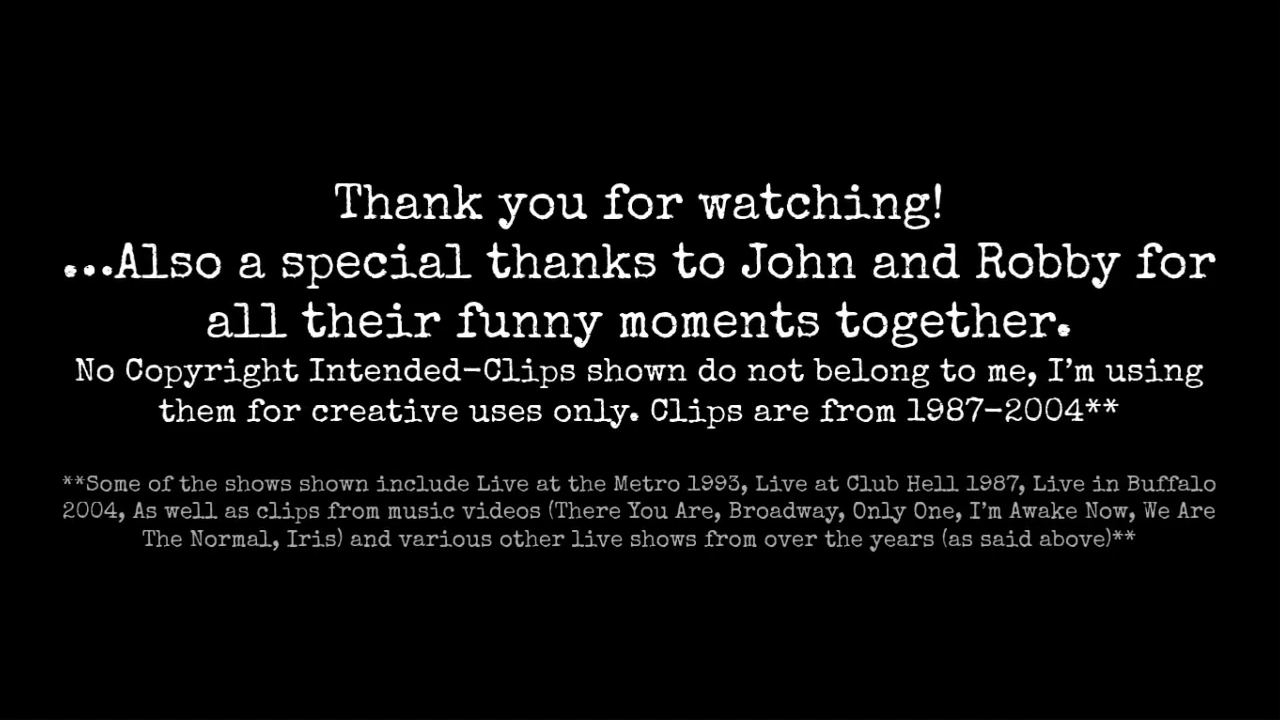 Thank you for watching!
...Also a special thanks to John and Robby for
all their funny moments together.
No Copyright Intended-Clips shown do not belong to me, I'm using
them for creative uses only. Clips are from 1987-2004**
**Some of the shows shown include Live at the Metro 1993, Live at Club Hell 1987, Live in Buffalo
2004, As well as clips from music videos (There You Are, Broadway, Only One, I'm Awake Now, We Are
The Normal, Iris) and various other live shows from over the years (as said above)**